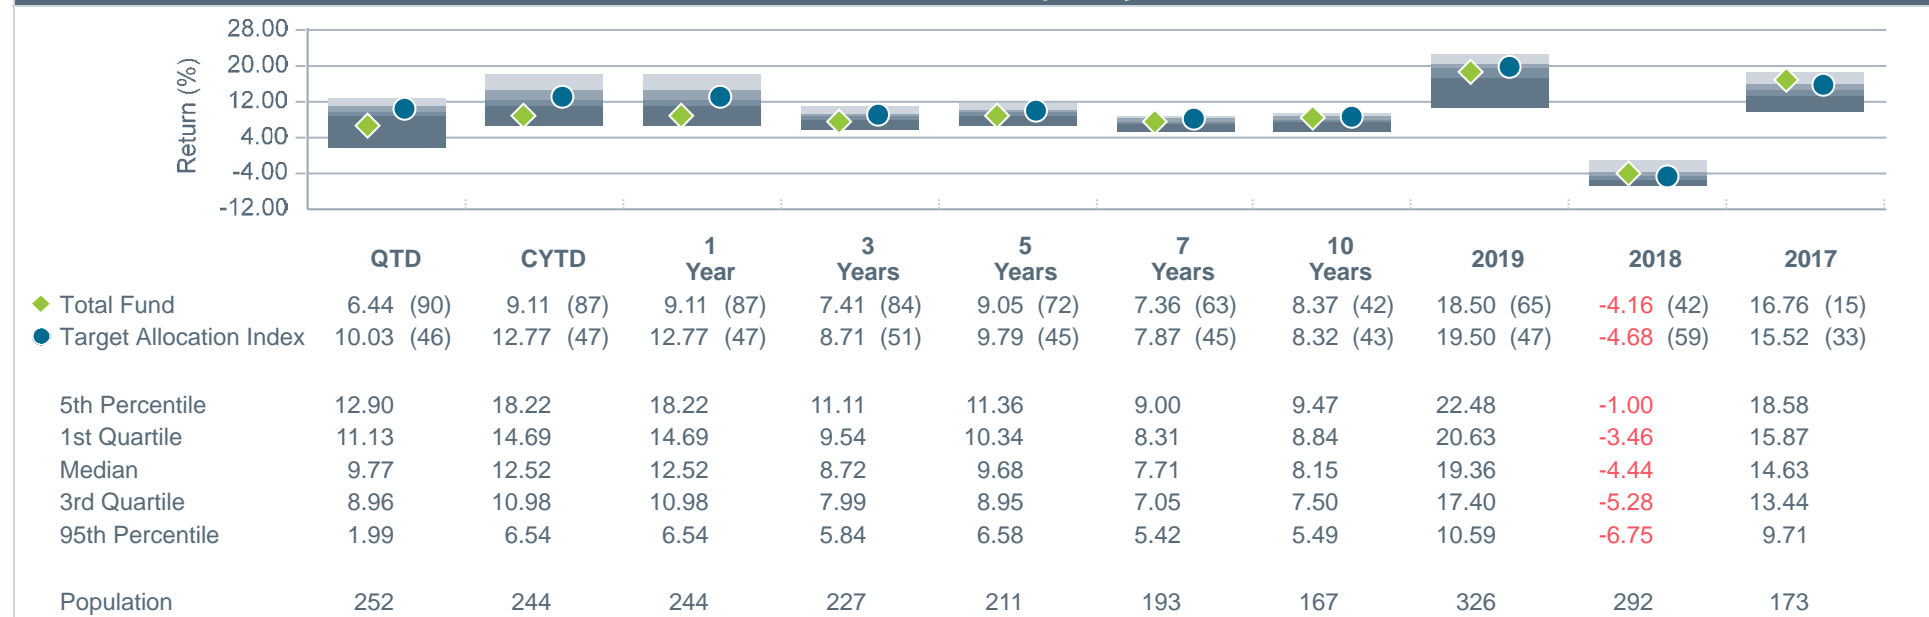 28.00
20.00
12.00
4.00
-4.00
-12.00
Return (%)
QTD CYTD 1 Year 3 Years 5 Years 7 Years 10 Years 2019 2018 2017
Total Fund 6.44 (90) 9.11 (87) 9.11 (87) 7.41 (84) 9.05 (72) 7.36 (63) 8.37 (42) 18.50 (65) -4.16 (42) 16.76 (15)
Target Allocation Index 10.03 (46) 12.77 (47) 12.77 (47) 8.71 (51) 9.79 (45) 7.87 (45) 8.32 (43) 19.50 (47) -4.68 (59) 15.52 (33)
5th Percentile 12.90 18.22 18.22 11.11 11.36 9.00 9.47 22.48 -1.00 18.58
1st Quartile 11.13 14.69 14.69 9.54 10.34 8.31 8.84 20.63 -3.46 15.87
Median 9.77 12.52 12.52 8.72 9.68 7.71 8.15 19.36 -4.44 14.63
3rd Quartile 8.96 10.98 10.98 7.99 8.95 7.05 7.50 17.40 -5.28 13.44
95th Percentile 1.99 6.54 6.54 5.84 6.58 5.42 5.49 10.59 -6.75 9.71
Population 252 244 244 227 211 193 167 326 292 173